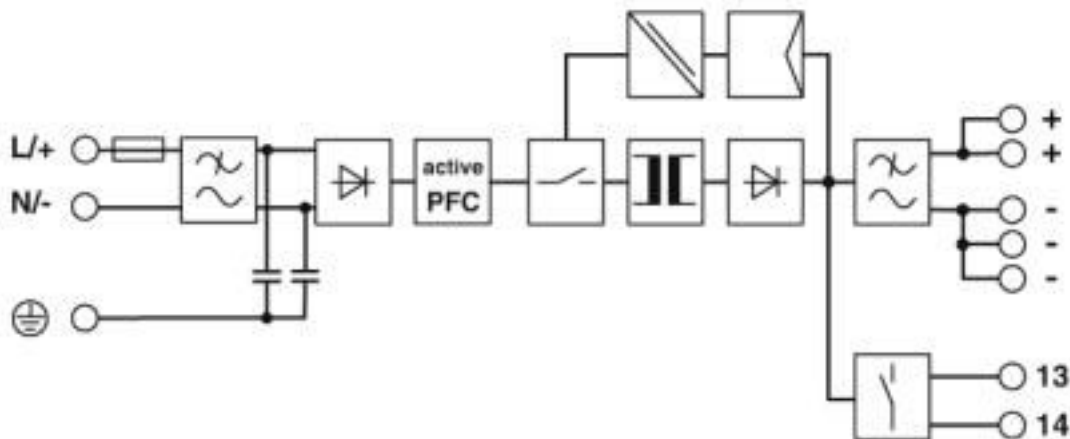 L/+
N/-
active
PFC
+
+
-
-
-
13
14